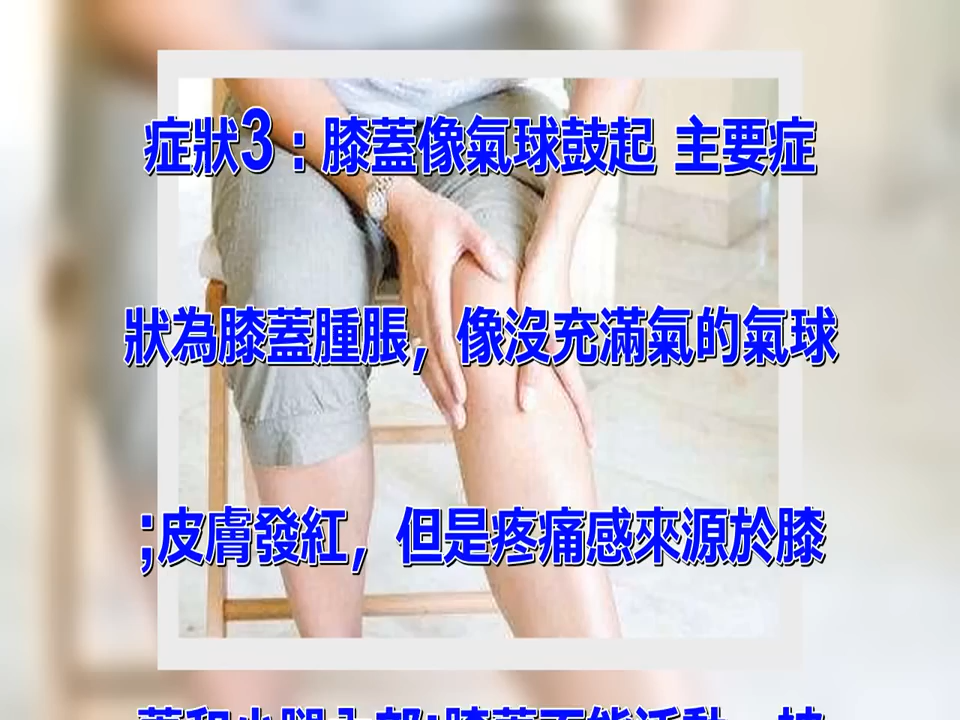 症狀3：膝蓋像氣球鼓起 主要症
狀為膝蓋腫脹，像沒充滿氣的氣球
;皮膚發紅，但是疼痛感來源於膝